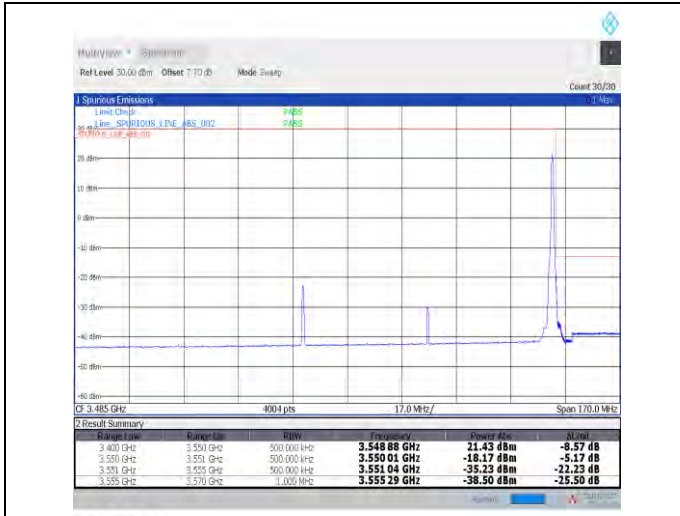 MultiView
Spectrum
Ref Level 30.00 dBm Offset 7.70 dB Mode Sweep
Count 30/30
1 Spurious Emissions
Limit Check PASS
Line _SPURIOUS_LINE_ABS_002 PASS
20 dBm
10 dBm
0 dBm
-10 dBm
-20 dBm
-30 dBm
-40 dBm
-50 dBm
-60 dBm
CF 3.485 GHz 4004 pts 17.0 MHz/ Span 170.0 MHz
2 Result Summary
Range Low Range Up RBW Frequency Power Abs ΔLimit
3.400 GHz 3.550 GHz 500.000 kHz 3.548 88 GHz 21.43 dBm -8.57 dB
3.550 GHz 3.551 GHz 500.000 kHz 3.550 01 GHz -18.17 dBm -5.17 dB
3.551 GHz 3.555 GHz 500.000 kHz 3.551 04 GHz -35.23 dBm -22.23 dB
3.555 GHz 3.570 GHz 1.000 MHz 3.555 29 GHz -38.50 dBm -25.50 dB